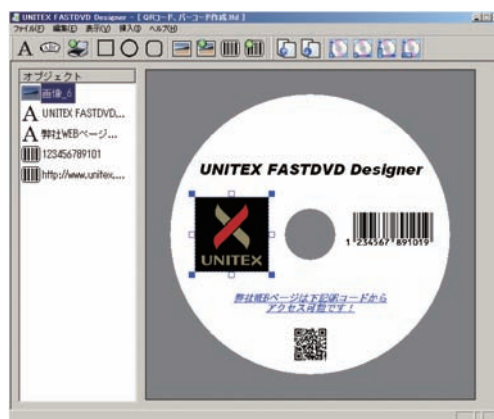 UNITEX FASTDVD Designer - [ QRコード、バーコード作成.ltd ]
ファイル(F) 編集(E) 表示(V) 挿入(I) ヘルプ(H)
オブジェクト
画像_6
UNITEX FASTDVD,...
弊社WEBページ...
123456789101
http://www.unitex,...
UNITEX FASTDVD Designer
UNITEX
1 234567 891019
弊社WEBページは下記QRコードから
アクセス可能です！